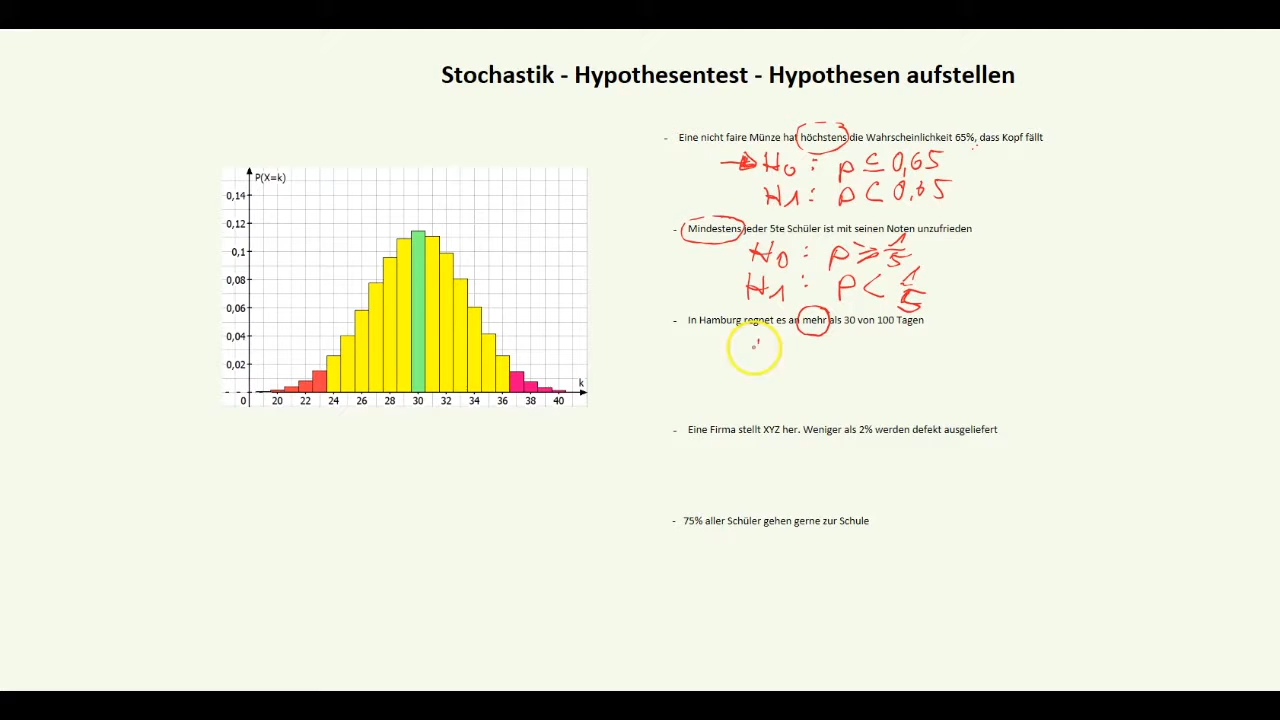 Stochastik - Hypothesentest - Hypothesen aufstellen
- Eine nicht faire Münze hat höchstens die Wahrscheinlichkeit 65%, dass Kopf fällt
H0 : p ≤ 0,65
H1 : p < 0,65
- Mindestens jeder 5te Schüler ist mit seinen Noten unzufrieden
H0 : p ≥ 1/5
H1 : p < 1/5
- In Hamburg regnet es an mehr als 30 von 100 Tagen
- Eine Firma stellt XYZ her. Weniger als 2% werden defekt ausgeliefert
- 75% aller Schüler gehen gerne zur Schule
P(X=k)
0,14
0,12
0,1
0,08
0,06
0,04
0,02
k
0 20 22 24 26 28 30 32 34 36 38 40